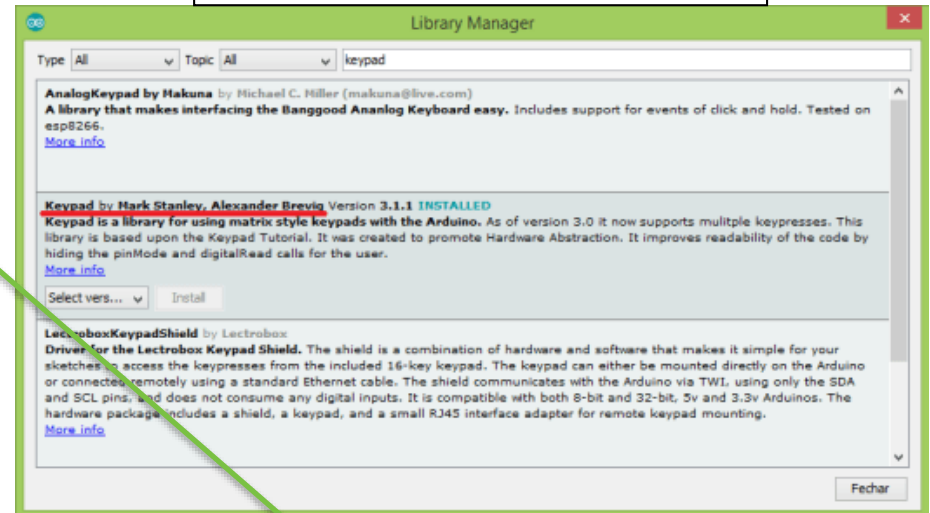 Library Manager
Type All Topic All keypad
AnalogKeypad by Makuna by Michael C. Miller (makuna@live.com)
A library that makes interfacing the Banggood Ananlog Keyboard easy. Includes support for events of click and hold. Tested on
esp8266.
More info
Keypad by Mark Stanley, Alexander Brevig Version 3.1.1 INSTALLED
Keypad is a library for using matrix style keypads with the Arduino. As of version 3.0 it now supports mulitple keypresses. This
library is based upon the Keypad Tutorial. It was created to promote Hardware Abstraction. It improves readability of the code by
hiding the pinMode and digitalRead calls for the user.
More info
Select vers... Install
LectroboxKeypadShield by Lectrobox
Driver for the Lectrobox Keypad Shield. The shield is a combination of hardware and software that makes it simple for your
sketches to access the keypresses from the included 16-key keypad. The keypad can either be mounted directly on the Arduino
or connected remotely using a standard Ethernet cable. The shield communicates with the Arduino via TWI, using only the SDA
and SCL pins, and does not consume any digital inputs. It is compatible with both 8-bit and 32-bit, 5v and 3.3v Arduinos. The
hardware package includes a shield, a keypad, and a small RJ45 interface adapter for remote keypad mounting.
More info
Fechar